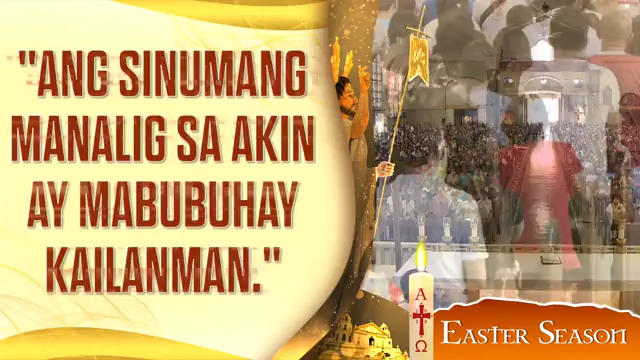 "ANG SINUMANG
MANALIG SA AKIN
AY MABUBUHAY
KAILANMAN."
A
Ω
EASTER SEASON